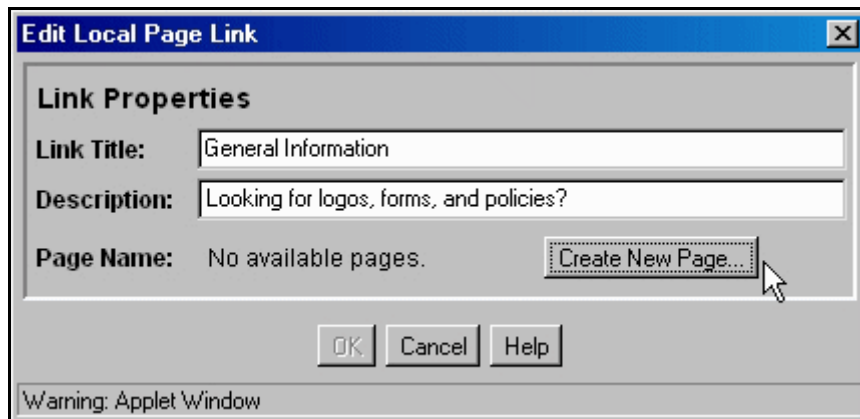 Edit Local Page Link
Link Properties
Link Title: General Information
Description: Looking for logos, forms, and policies?
Page Name: No available pages. Create New Page...
OK Cancel Help
Warning: Applet Window